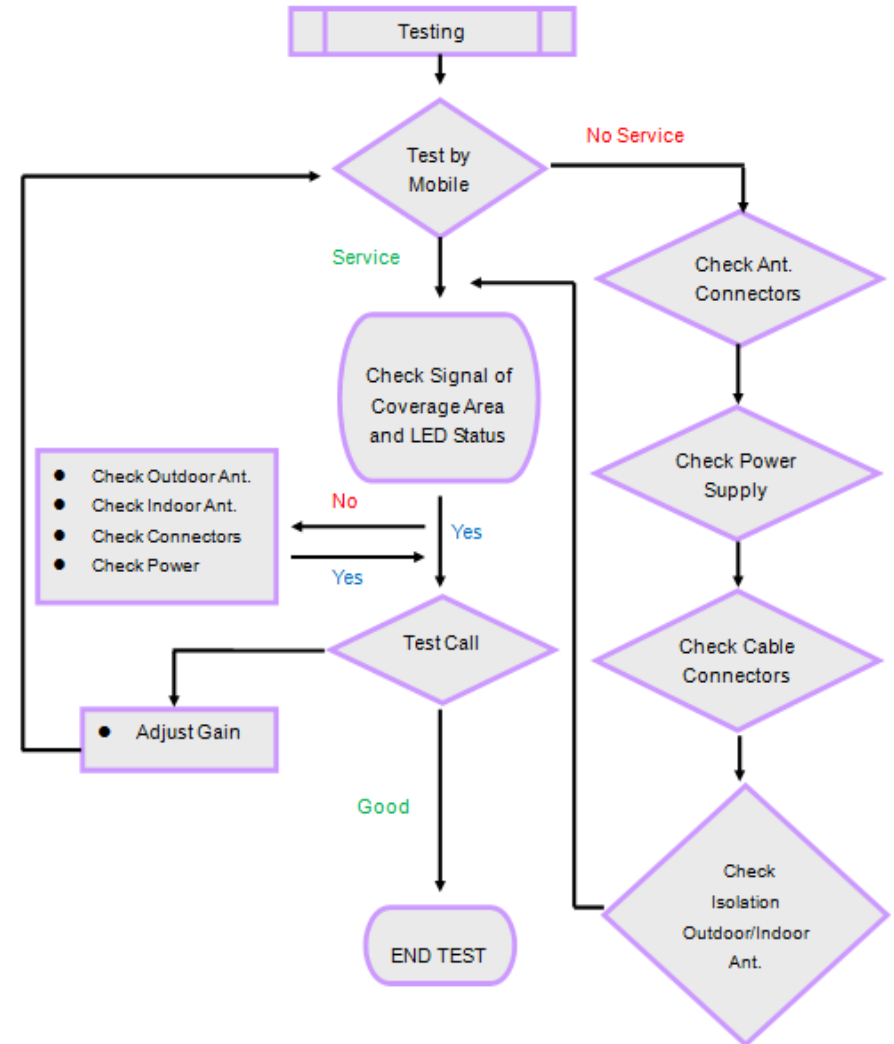 Testing
Test by
Mobile
No Service
Service
Check Ant.
Connectors
Check Signal of
Coverage Area
and LED Status
Check Power
Supply
● Check Outdoor Ant.
● Check Indoor Ant.
● Check Connectors
● Check Power
No
Yes
Yes
Test Call
Check Cable
Connectors
● Adjust Gain
Good
Check
Isolation
Outdoor/Indoor
Ant.
END TEST